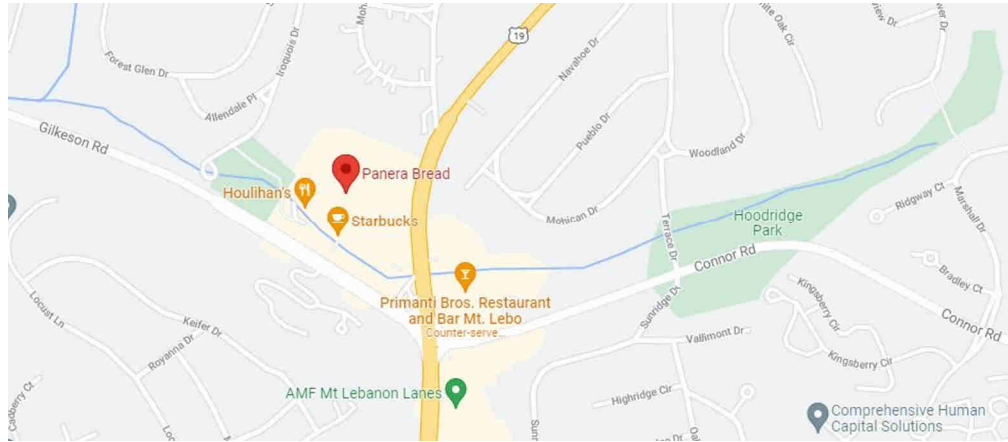 19
Forest Glen Dr
Iroquois Dr
Allendale Pl
Gilkeson Rd
Navahoe Dr
Pueblo Dr
Woodland Dr
Mohican Dr
Panera Bread
Houlihan's
Starbucks
Terrace Dr
Hoodridge
Park
Connor Rd
Ridgway Ct
Marshall Dr
Bradley Ct
Primanti Bros. Restaurant
and Bar Mt. Lebo
Counter-serve...
Sunridge Dr
Kingsberry Cir
Connor Rd
Locust Ln
Keifer Dr
Royanna Dr
Vallimont Dr
Kingsberry Cir
AMF Mt Lebanon Lanes
Highridge Cir
Cadberry Ct
Comprehensive Human
Capital Solutions